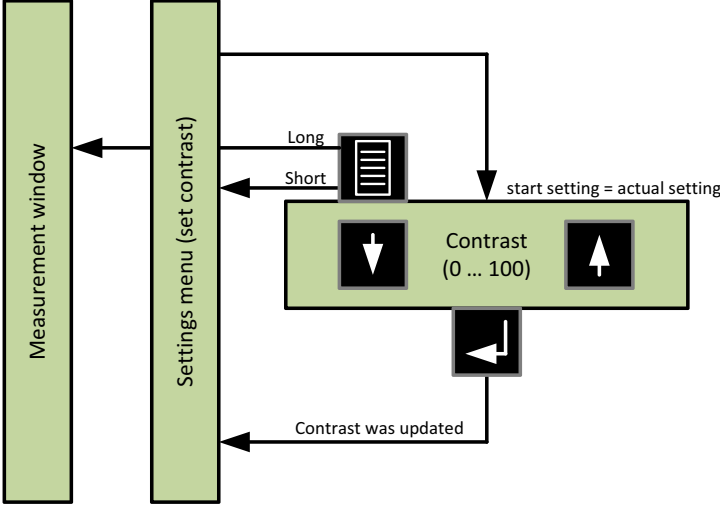 Measurement window
Settings menu (set contrast)
Long
Short
start setting = actual setting
Contrast
(0 ... 100)
Contrast was updated